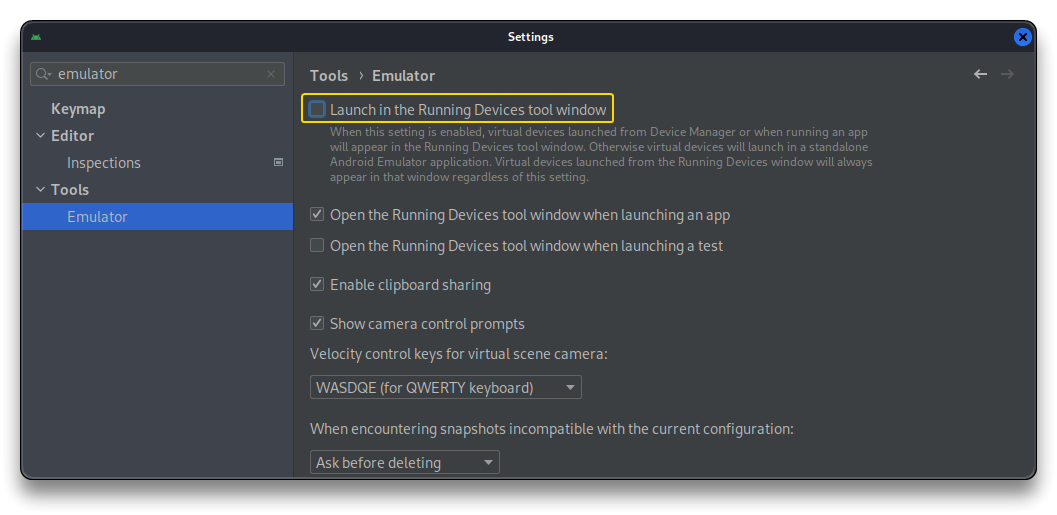 Settings
emulator
Keymap
Editor
Inspections
Tools
Emulator
Tools › Emulator
Launch in the Running Devices tool window
When this setting is enabled, virtual devices launched from Device Manager or when running an app
will appear in the Running Devices tool window. Otherwise virtual devices will launch in a standalone
Android Emulator application. Virtual devices launched from the Running Devices window will always
appear in that window regardless of this setting.
Open the Running Devices tool window when launching an app
Open the Running Devices tool window when launching a test
Enable clipboard sharing
Show camera control prompts
Velocity control keys for virtual scene camera:
WASDQE (for QWERTY keyboard)
When encountering snapshots incompatible with the current configuration:
Ask before deleting